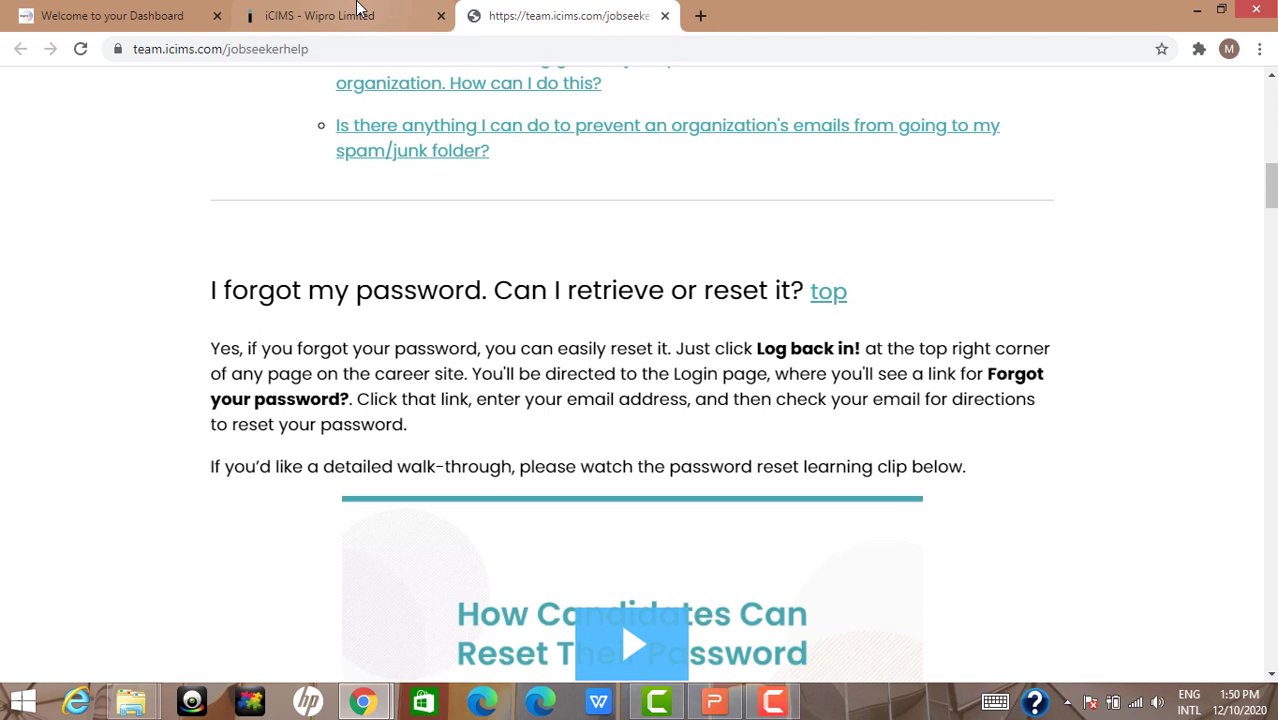 Welcome to your Dashboard
iCIMS - Wipro Limited
https://team.icims.com/jobseeke
team.icims.com/jobseekerhelp
M
organization. How can I do this?
Is there anything I can do to prevent an organization's emails from going to my
spam/junk folder?
I forgot my password. Can I retrieve or reset it? top
Yes, if you forgot your password, you can easily reset it. Just click Log back in! at the top right corner
of any page on the career site. You'll be directed to the Login page, where you'll see a link for Forgot
your password?. Click that link, enter your email address, and then check your email for directions
to reset your password.
If you'd like a detailed walk-through, please watch the password reset learning clip below.
How Candidates Can
Reset Their Password
hp
ENG
INTL
1:50 PM
12/10/2020